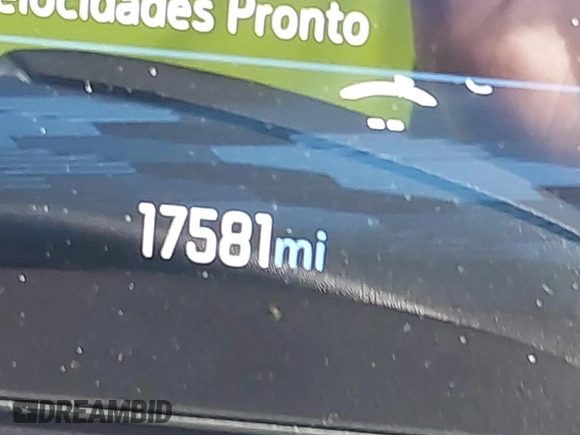 elocidades Pronto
17581mi
DREAMBID